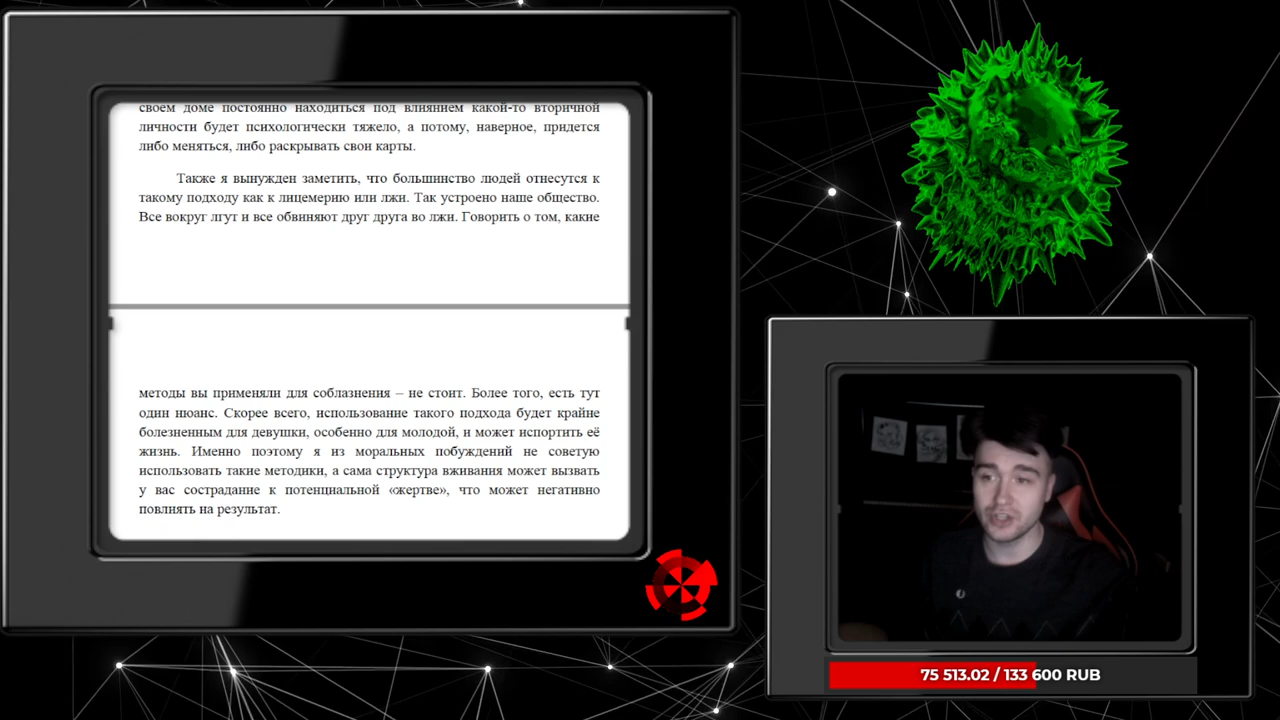 своем доме постоянно находиться под влиянием какой-то вторичной
личности будет психологически тяжело, а потому, наверное, придется
либо меняться, либо раскрывать свои карты.
Также я вынужден заметить, что большинство людей отнесутся к
такому подходу как к лицемерию или лжи. Так устроено наше общество.
Все вокруг лгут и все обвиняют друг друга во лжи. Говорить о том, какие
методы вы применяли для соблазнения – не стоит. Более того, есть тут
один нюанс. Скорее всего, использование такого подхода будет крайне
болезненным для девушки, особенно для молодой, и может испортить её
жизнь. Именно поэтому я из моральных побуждений не советую
использовать такие методики, а сама структура вживания может вызвать
у вас сострадание к потенциальной «жертве», что может негативно
повлиять на результат.
75 513.02 / 133 600 RUB